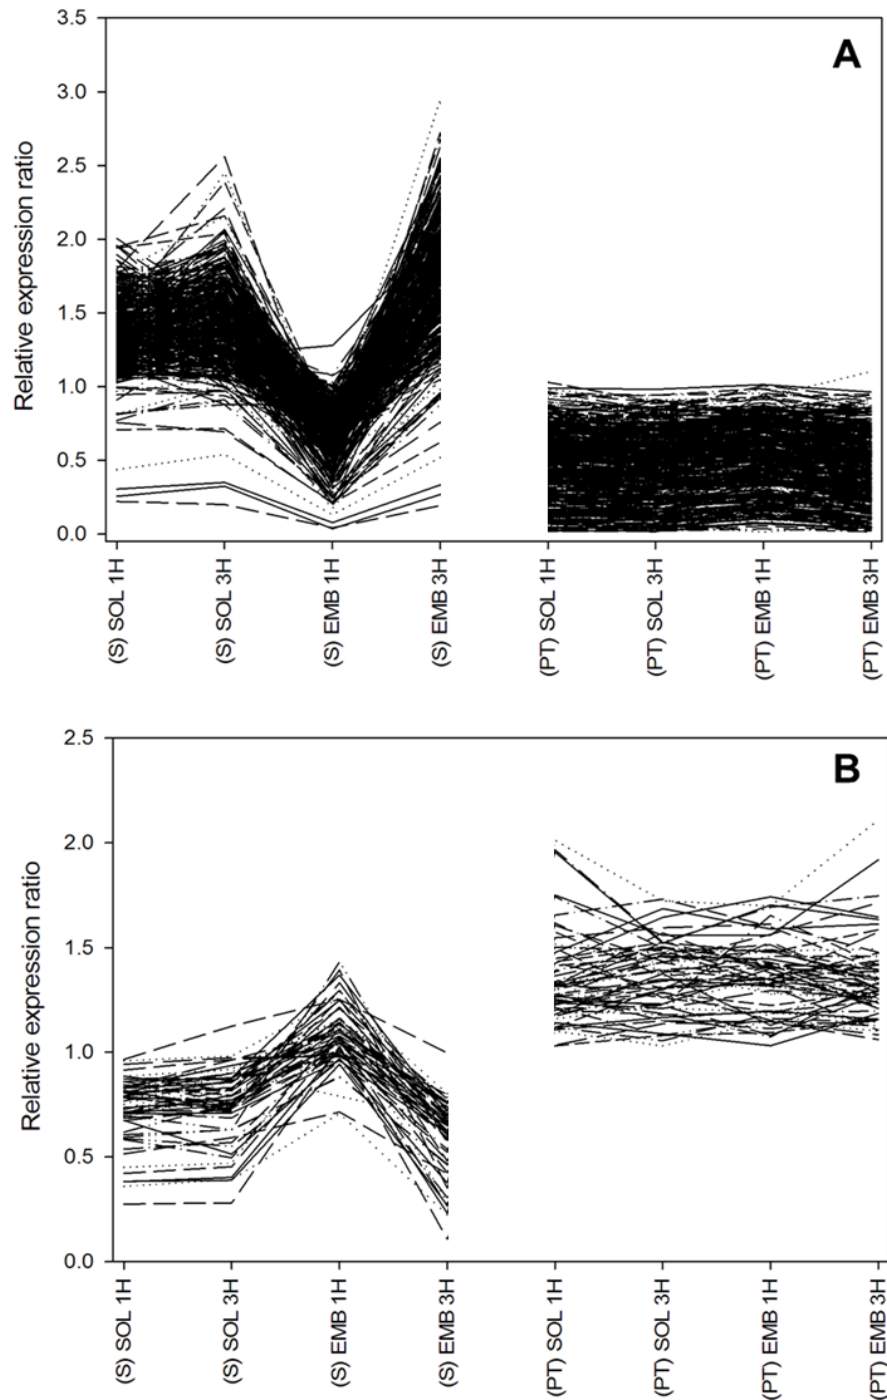 A
Relative expression ratio
3.5
3.0
2.5
2.0
1.5
1.0
0.5
0.0
(S) SOL 1H
(S) SOL 3H
(S) EMB 1H
(S) EMB 3H
(PT) SOL 1H
(PT) SOL 3H
(PT) EMB 1H
(PT) EMB 3H
B
Relative expression ratio
2.5
2.0
1.5
1.0
0.5
0.0
(S) SOL 1H
(S) SOL 3H
(S) EMB 1H
(S) EMB 3H
(PT) SOL 1H
(PT) SOL 3H
(PT) EMB 1H
(PT) EMB 3H